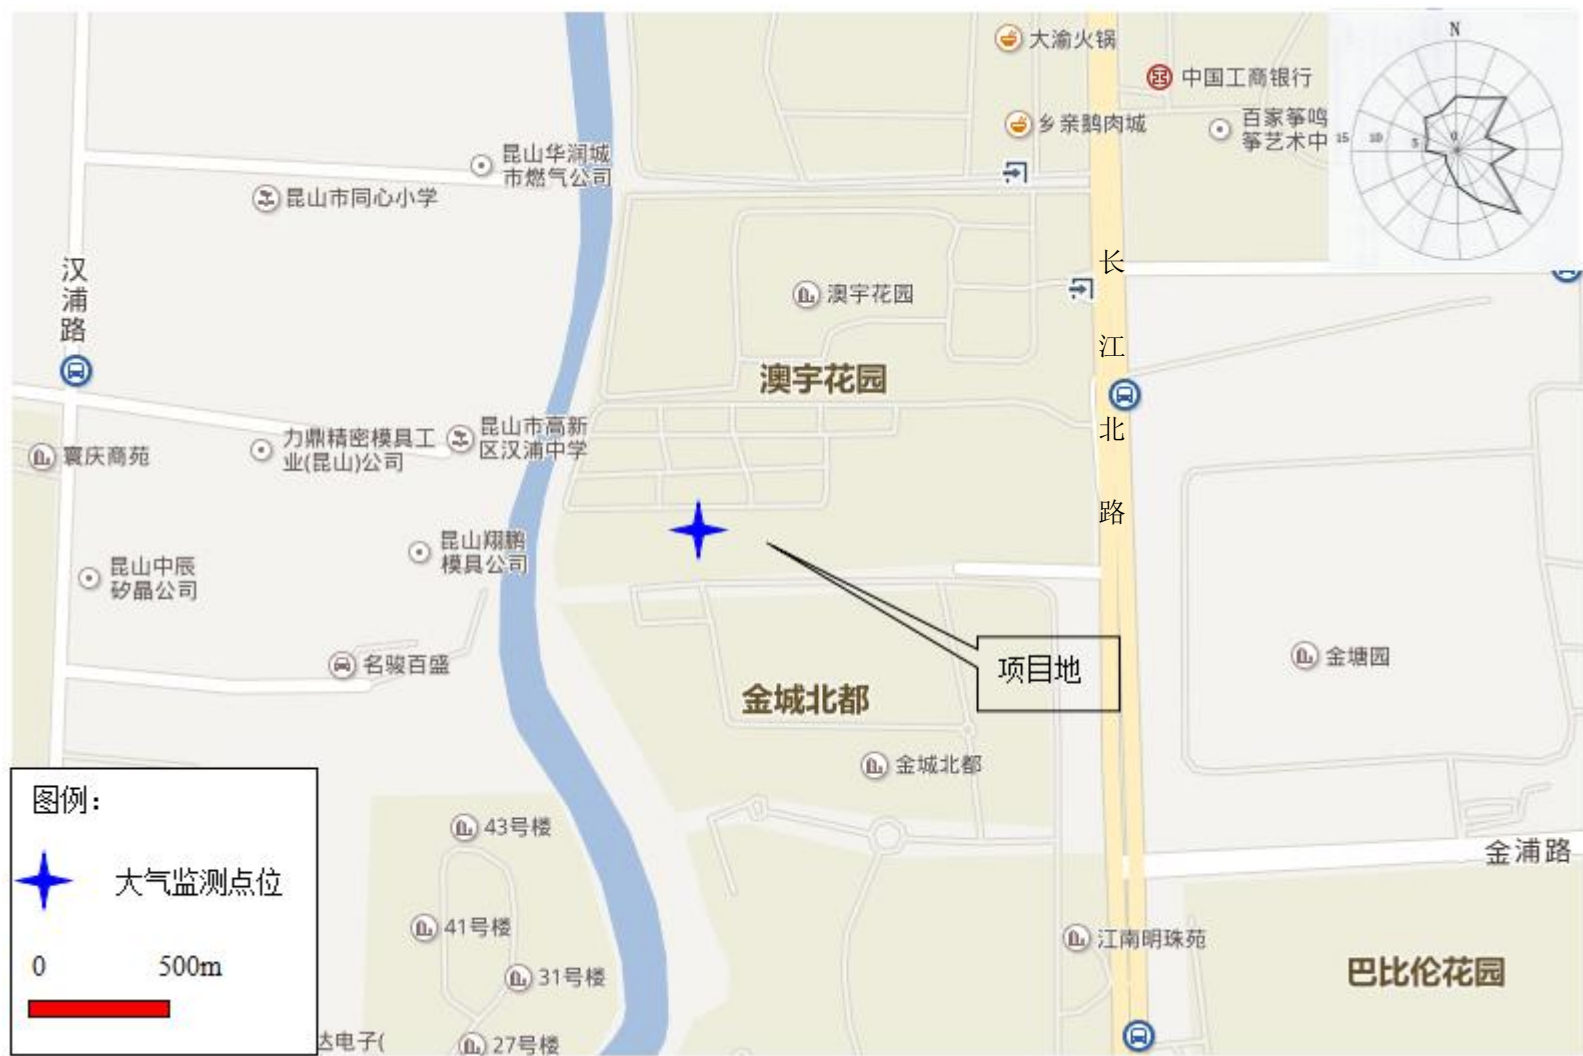 大渝火锅
中国工商银行
乡亲鹅肉城
百家筝鸣
筝艺术中
N
15
10
5
0
昆山华润城
市燃气公司
昆山市同心小学
汉浦路
长江北路
澳宇花园
澳宇花园
昆山市高新
区汉浦中学
力鼎精密模具工
业(昆山)公司
寰庆商苑
昆山翔鹏
模具公司
昆山中辰
矽晶公司
名骏百盛
项目地
金塘园
金城北都
金城北都
图例：
大气监测点位
0
500m
43号楼
41号楼
31号楼
27号楼
达电子(
金浦路
江南明珠苑
巴比伦花园